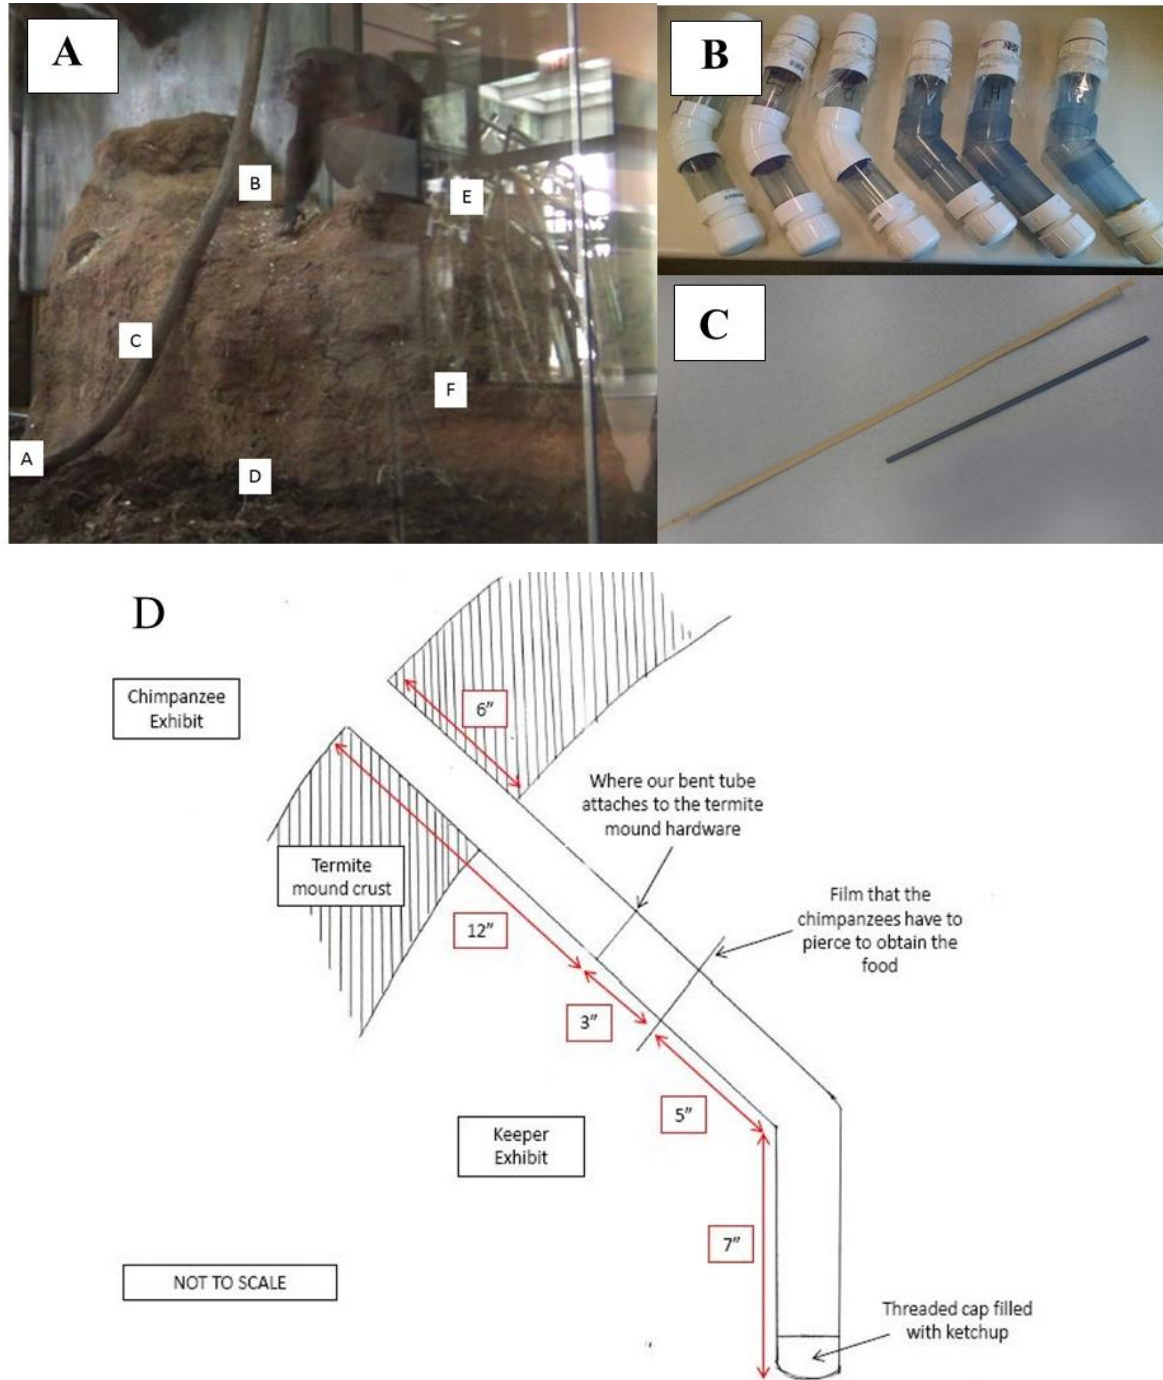 A
B
E
C
F
A
D
B
H
C
D
Chimpanzee
Exhibit
6”
Where our bent tube
attaches to the termite
mound hardware
Termite
mound crust
Film that the
chimpanzees have to
pierce to obtain the
food
12”
3”
5”
Keeper
Exhibit
7”
NOT TO SCALE
Threaded cap filled
with ketchup